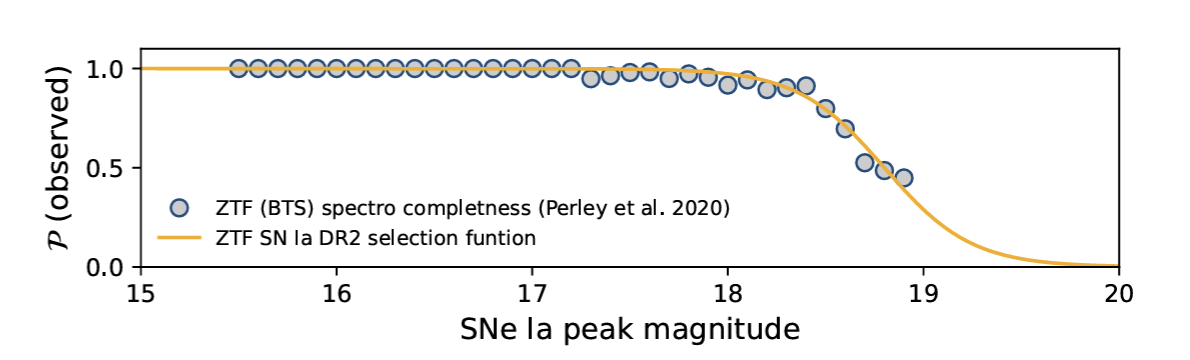 1.0
0.5
0.0
P (observed)
ZTF (BTS) spectro completness (Perley et al. 2020)
ZTF SN Ia DR2 selection funtion
15 16 17 18 19 20
SNe Ia peak magnitude